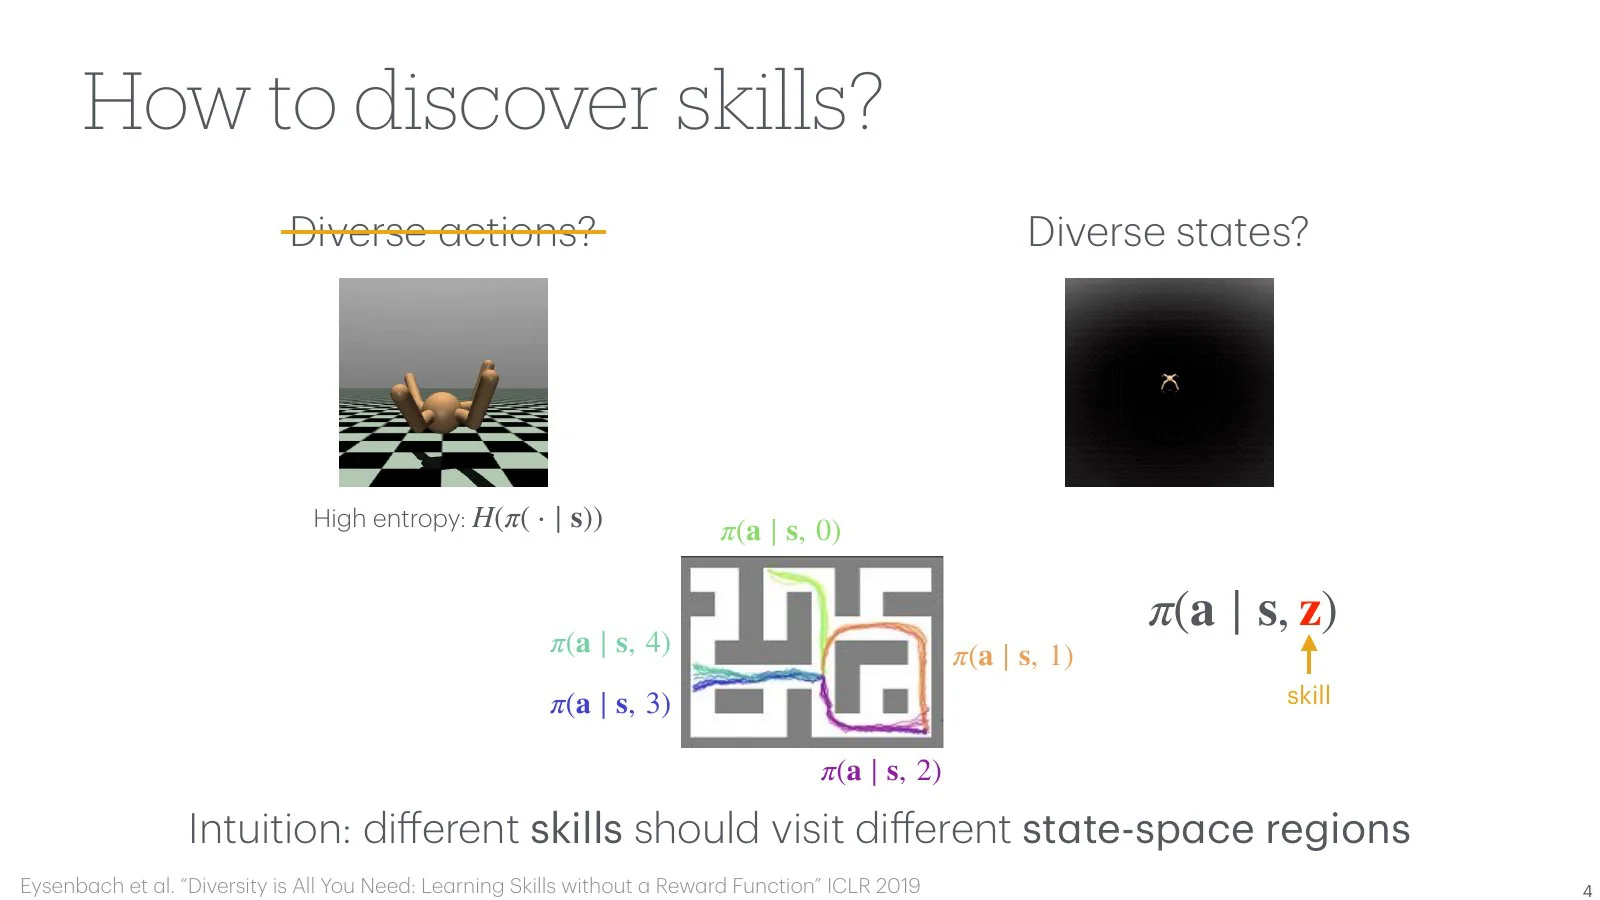 How to discover skills?
Diverse actions?
Diverse states?
High entropy: H(π( · | s))
π(a | s, 0)
π(a | s, 4)
π(a | s, 3)
π(a | s, 1)
π(a | s, 2)
π(a | s, z)
skill
Intuition: different skills should visit different state-space regions
Eysenbach et al. “Diversity is All You Need: Learning Skills without a Reward Function” ICLR 2019
4